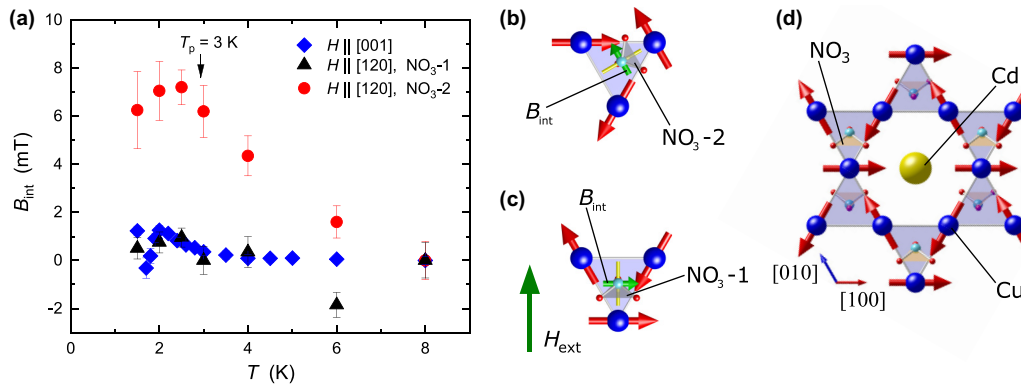 (a)
T_p = 3 K
H || [001]
H || [120], NO₃-1
H || [120], NO₃-2
B_int (mT)
8
6
4
2
0
-2
0
2
4
6
8
T (K)
(b)
B_int
NO₃-2
(c)
B_int
NO₃-1
H_ext
(d)
NO₃
Cd
[010]
[100]
Cu